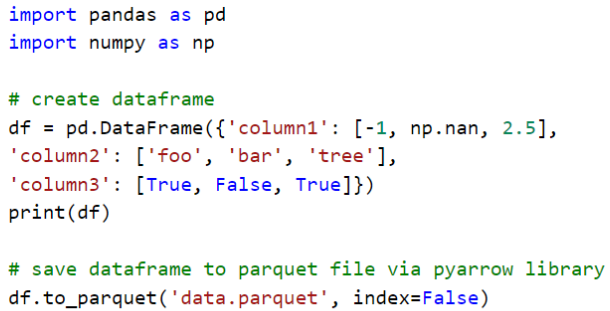 import pandas as pd
import numpy as np
# create dataframe
df = pd.DataFrame({'column1': [-1, np.nan, 2.5],
'column2': ['foo', 'bar', 'tree'],
'column3': [True, False, True]})
print(df)
# save dataframe to parquet file via pyarrow library
df.to_parquet('data.parquet', index=False)